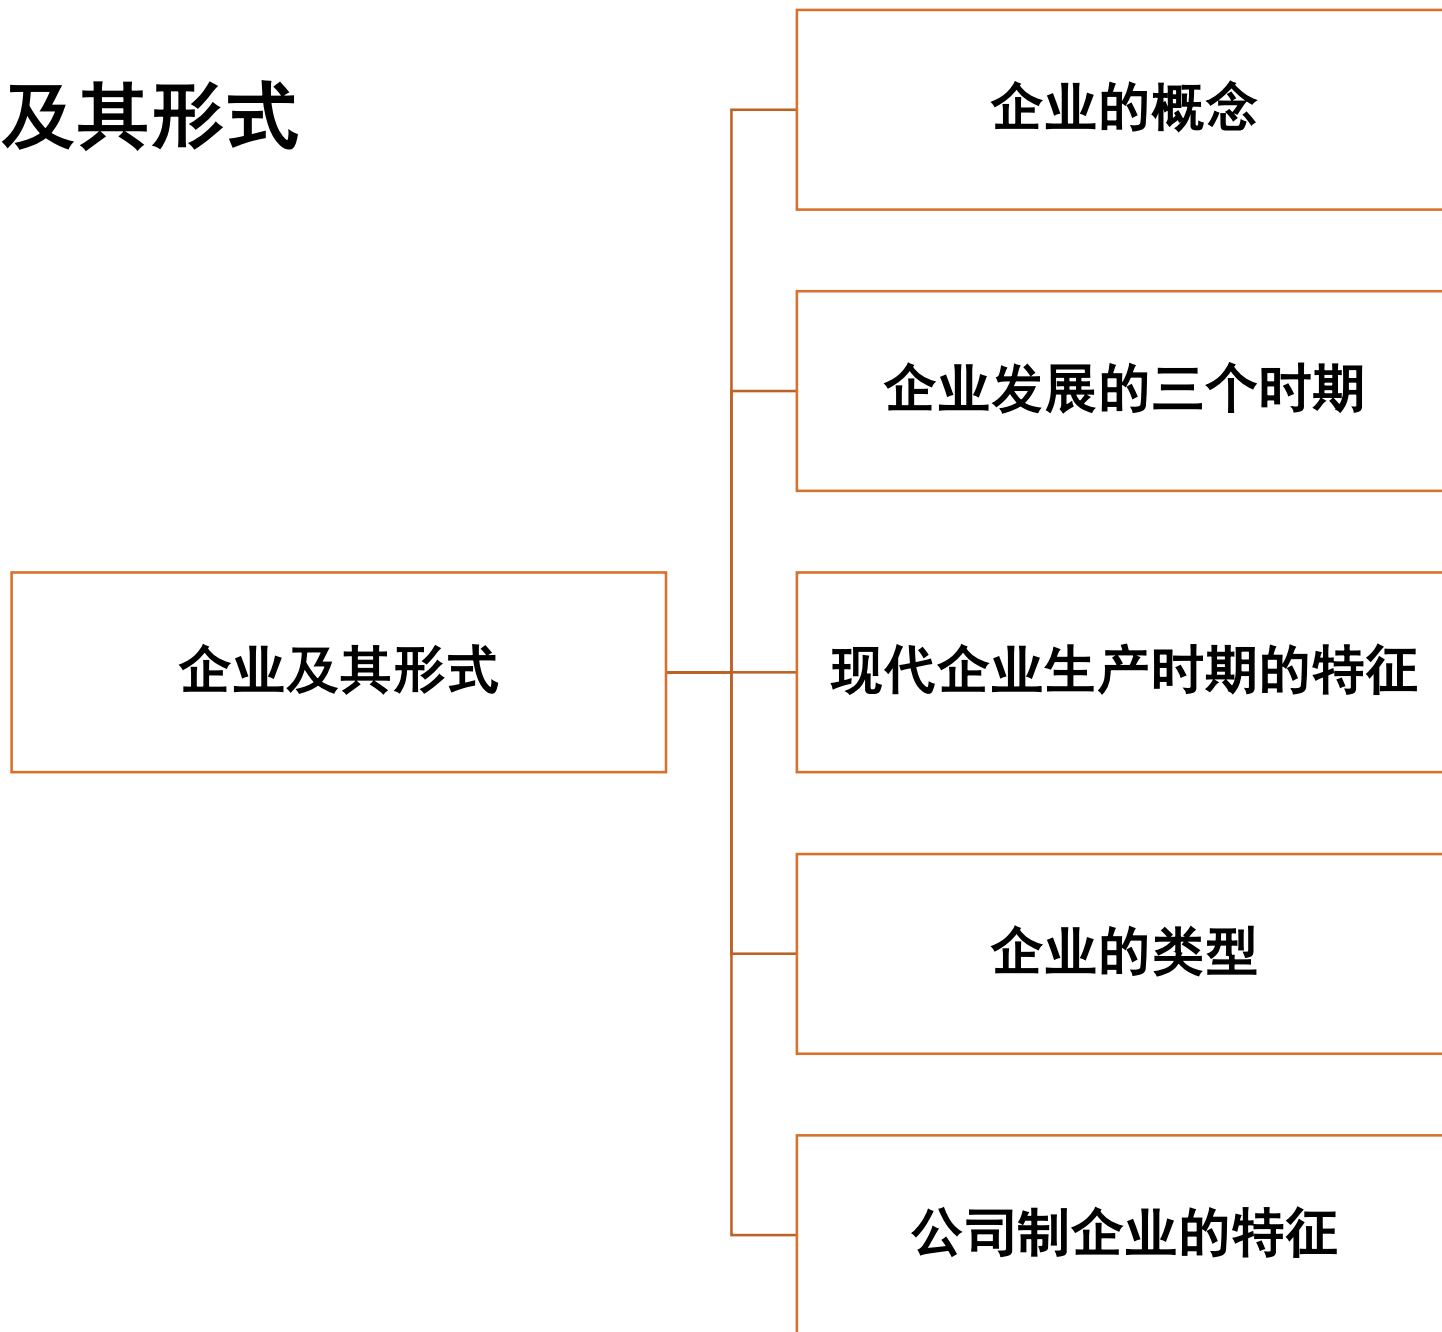 及其形式
企业的概念
企业发展的三个时期
企业及其形式
现代企业生产时期的特征
企业的类型
公司制企业的特征